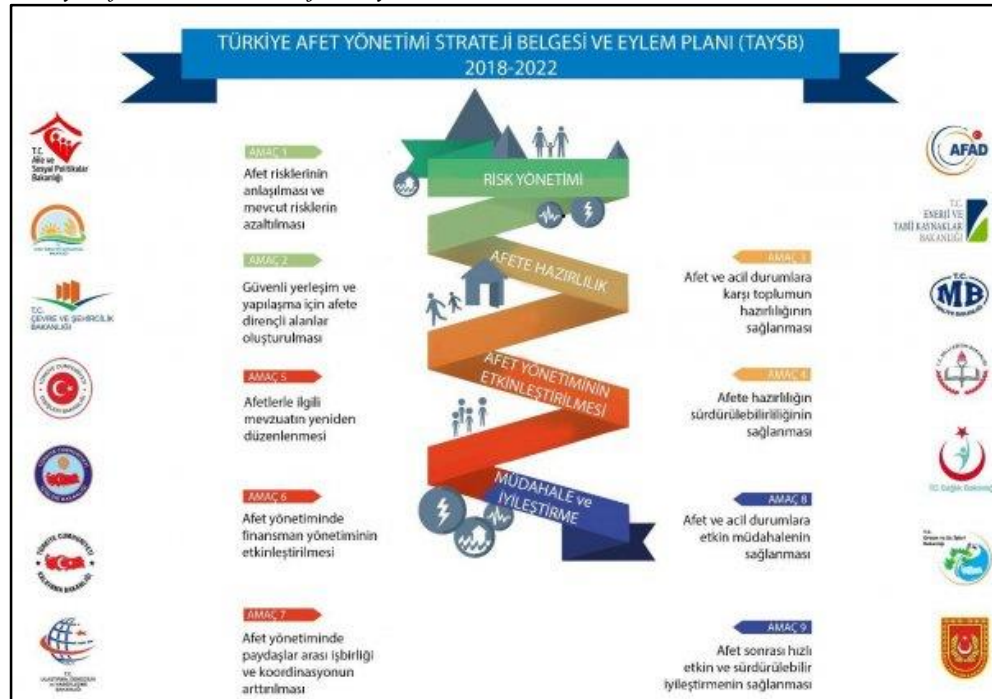 TÜRKİYE AFET YÖNETİMİ STRATEJİ BELGESİ VE EYLEM PLANI (TAYSB)
2018-2022
T.C.
Aile ve
Sosyal Politikalar
Bakanlığı
T.C.
ÇEVRE VE ŞEHİRCİLİK
BAKANLIĞI
AMAÇ 1
Afet risklerinin
anlaşılması ve
mevcut risklerin
azaltılması
AMAÇ 2
Güvenli yerleşim ve
yapılaşma için afete
dirençli alanlar
oluşturulması
AMAÇ 5
Afetlerle ilgili
mevzuatın yeniden
düzenlenmesi
AMAÇ 6
Afet yönetiminde
finansman yönetiminin
etkinleştirilmesi
AMAÇ 7
Afet yönetiminde
paydaşlar arası işbirliği
ve koordinasyonun
arttırılması
RİSK YÖNETİMİ
AFETE HAZIRLILIK
AFET YÖNETİMİNİN
ETKİNLEŞTİRİLMESİ
MÜDAHALE ve
İYİLEŞTİRME
AMAÇ 3
Afet ve acil durumlara
karşı toplumun
hazırlılığının
sağlanması
AMAÇ 4
Afete hazırlığın
sürdürülebilirliliğinin
sağlanması
AMAÇ 8
Afet ve acil durumlara
etkin müdahalenin
sağlanması
AMAÇ 9
Afet sonrası hızlı
etkin ve sürdürülebilir
iyileştirmenin sağlanması
AFAD
T.C.
ENERJİ VE
TABİİ KAYNAKLAR
BAKANLIĞI
T.C.
MB
T.C. Sağlık Bakanlığı